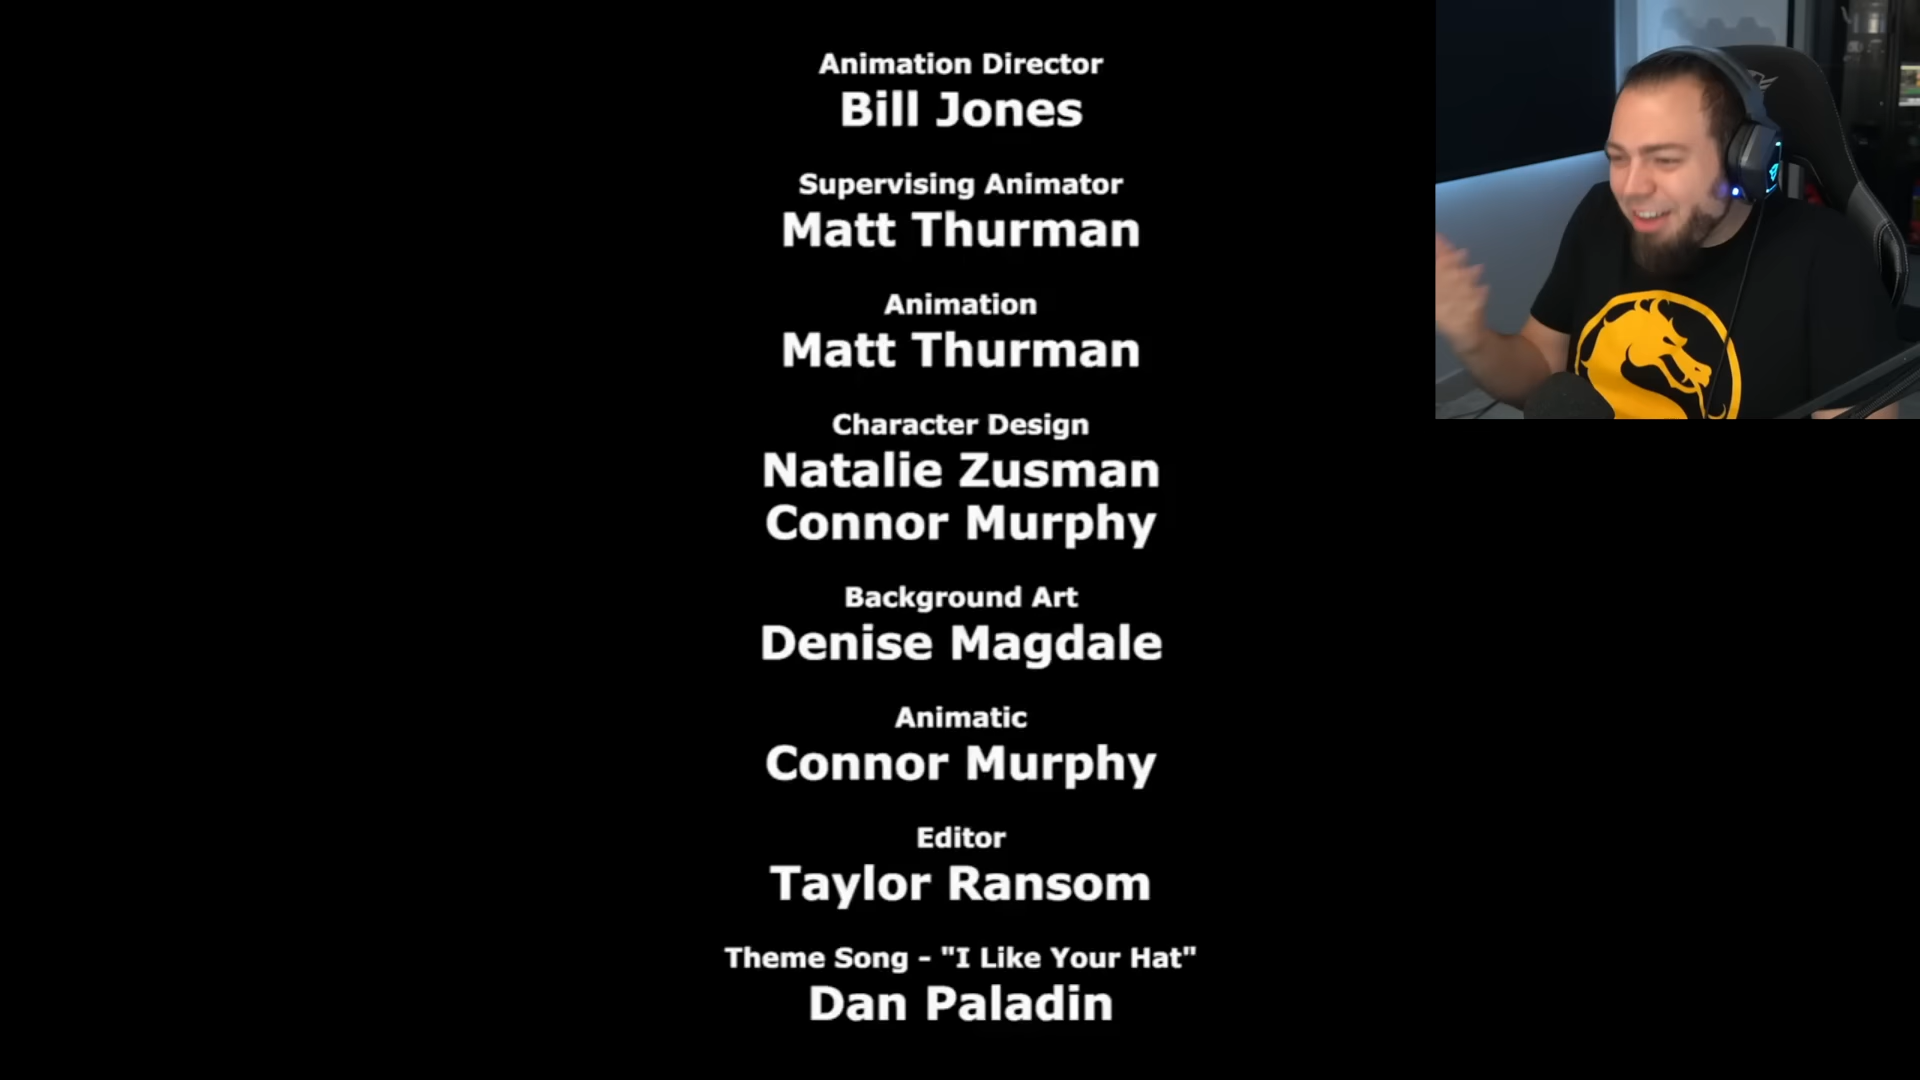 Animation Director
Bill Jones
Supervising Animator
Matt Thurman
Animation
Matt Thurman
Character Design
Natalie Zusman
Connor Murphy
Background Art
Denise Magdale
Animatic
Connor Murphy
Editor
Taylor Ransom
Theme Song - "I Like Your Hat"
Dan Paladin